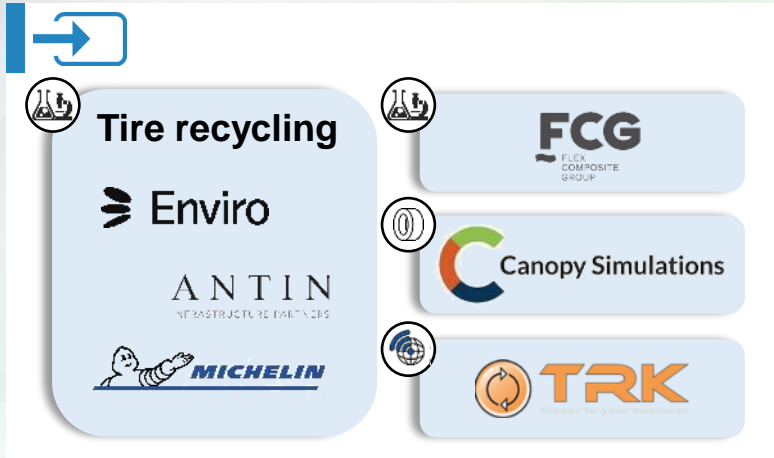 Tire recycling
Enviro
ANTIN
INFRASTRUCTURE PARTNERS
MICHELIN
FCG
FLEX
COMPOSITE
GROUP
Canopy Simulations
TRK
Closer to your business